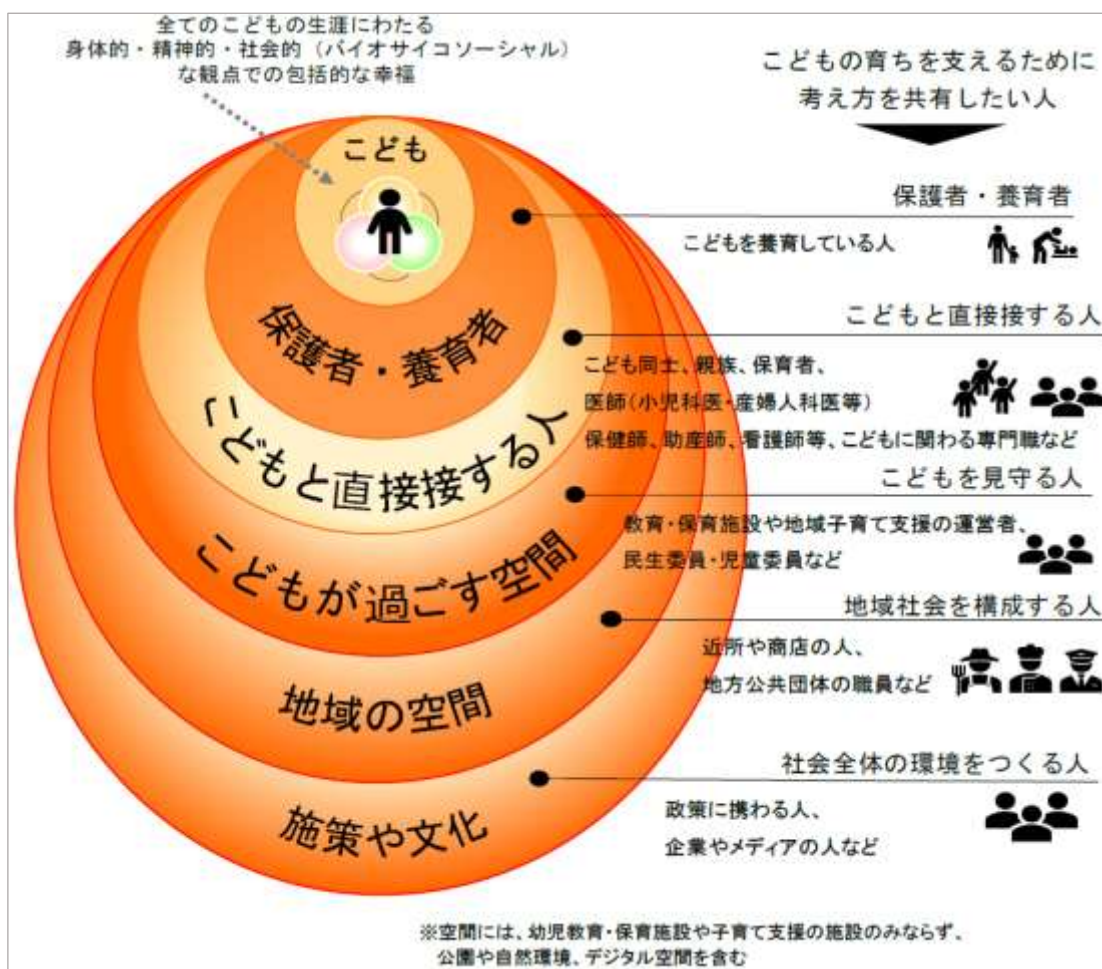 全てのこどもの生涯にわたる
身体的・精神的・社会的（バイオサイコソーシャル）
な観点での包括的な幸福
こどもの育ちを支えるために
考え方を共有したい人
こども
保護者・養育者
こどもと直接接する人
こどもが過ごす空間
地域の空間
施策や文化
保護者・養育者
こどもを養育している人
こどもと直接接する人
こども同士、親族、保育者、
医師（小児科医・産婦人科医等）
保健師、助産師、看護師等、こどもに関わる専門職など
こどもを見守る人
教育・保育施設や地域子育て支援の運営者、
民生委員・児童委員など
地域社会を構成する人
近所や商店の人、
地方公共団体の職員など
社会全体の環境をつくる人
政策に携わる人、
企業やメディアの人など
※空間には、幼児教育・保育施設や子育て支援の施設のみならず、
公園や自然環境、デジタル空間を含む